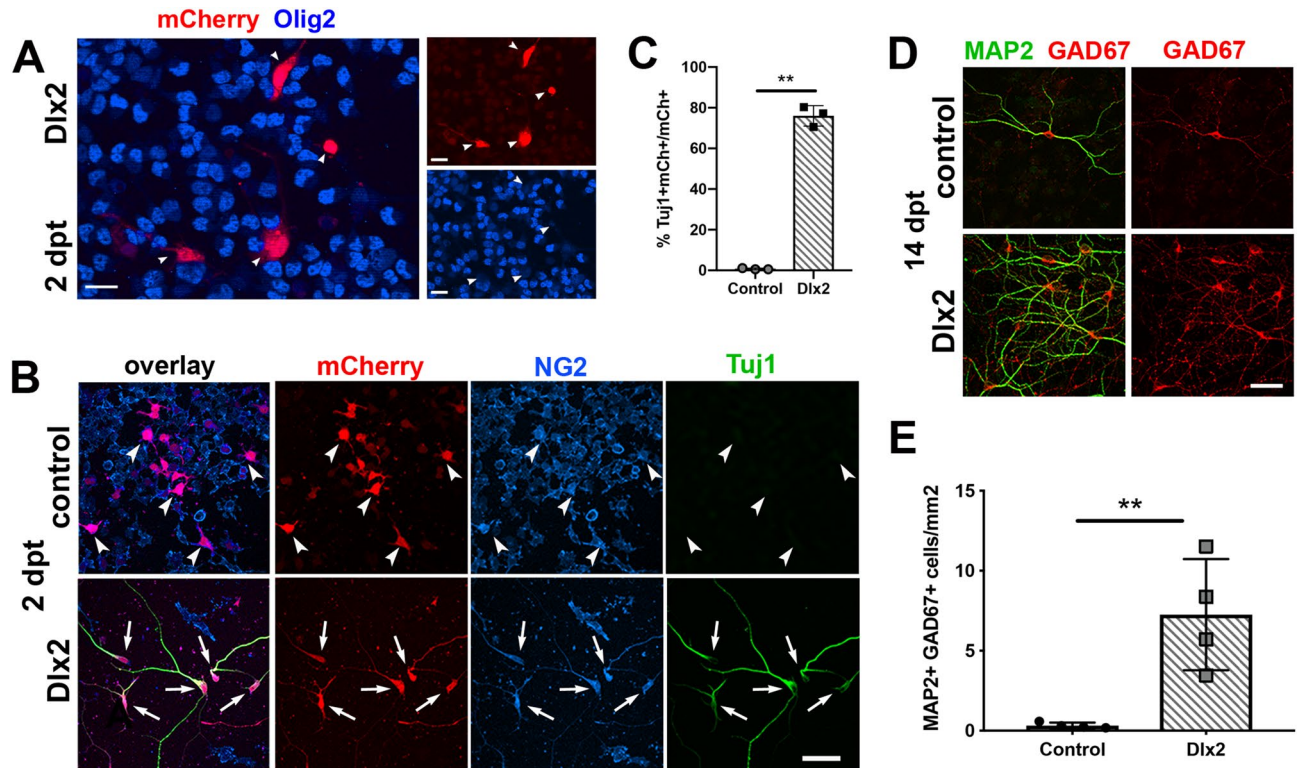 A
mCherry Olig2
Dlx2
2 dpt
B
overlay
mCherry
NG2
Tuj1
2 dpt
control
Dlx2
C
% Tuj1+mCh+/mCh+
100
80
60
40
20
0
**
Control
Dlx2
D
MAP2 GAD67
GAD67
14 dpt
control
Dlx2
E
MAP2+ GAD67+ cells/mm2
15
10
5
0
**
Control
Dlx2